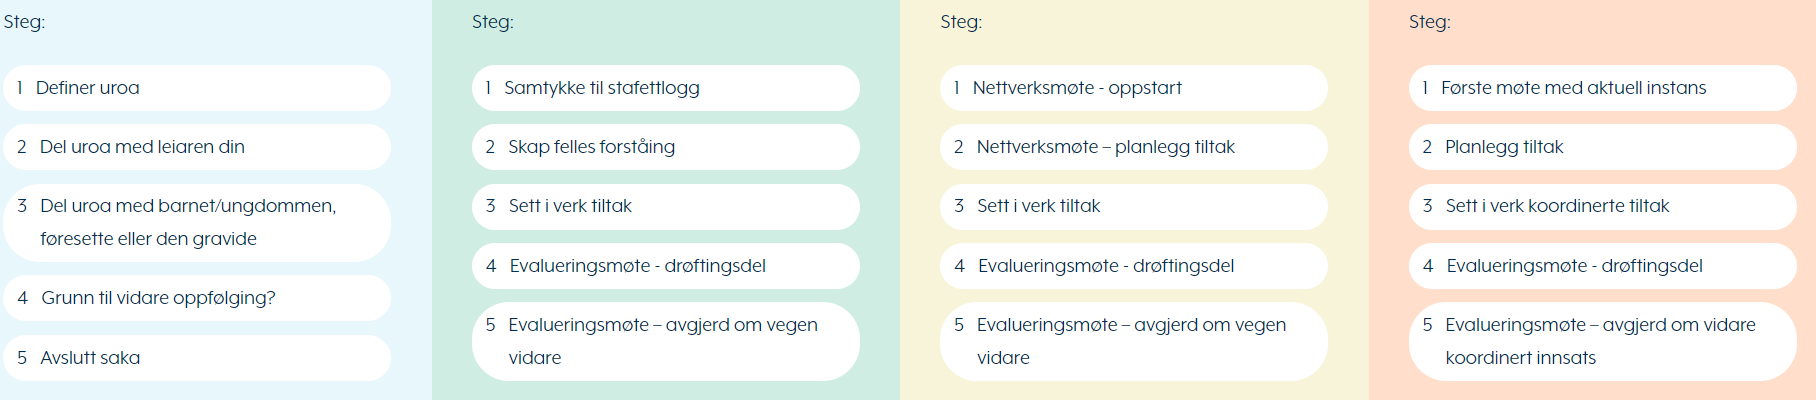 Steg:
1 Definer uroa
2 Del uroa med leiaren din
3 Del uroa med barnet/ungdommen,
føresette eller den gravide
4 Grunn til vidare oppfølging?
5 Avslutt saka
Steg:
1 Samtykke til stafettlogg
2 Skap felles forståing
3 Sett i verk tiltak
4 Evalueringsmøte - drøftingsdel
5 Evalueringsmøte – avgjerd om vegen
vidare
Steg:
1 Nettverksmøte - oppstart
2 Nettverksmøte – planlegg tiltak
3 Sett i verk tiltak
4 Evalueringsmøte - drøftingsdel
5 Evalueringsmøte – avgjerd om vegen
vidare
Steg:
1 Første møte med aktuell instans
2 Planlegg tiltak
3 Sett i verk koordinerte tiltak
4 Evalueringsmøte - drøftingsdel
5 Evalueringsmøte – avgjerd om vidare
koordinert innsats